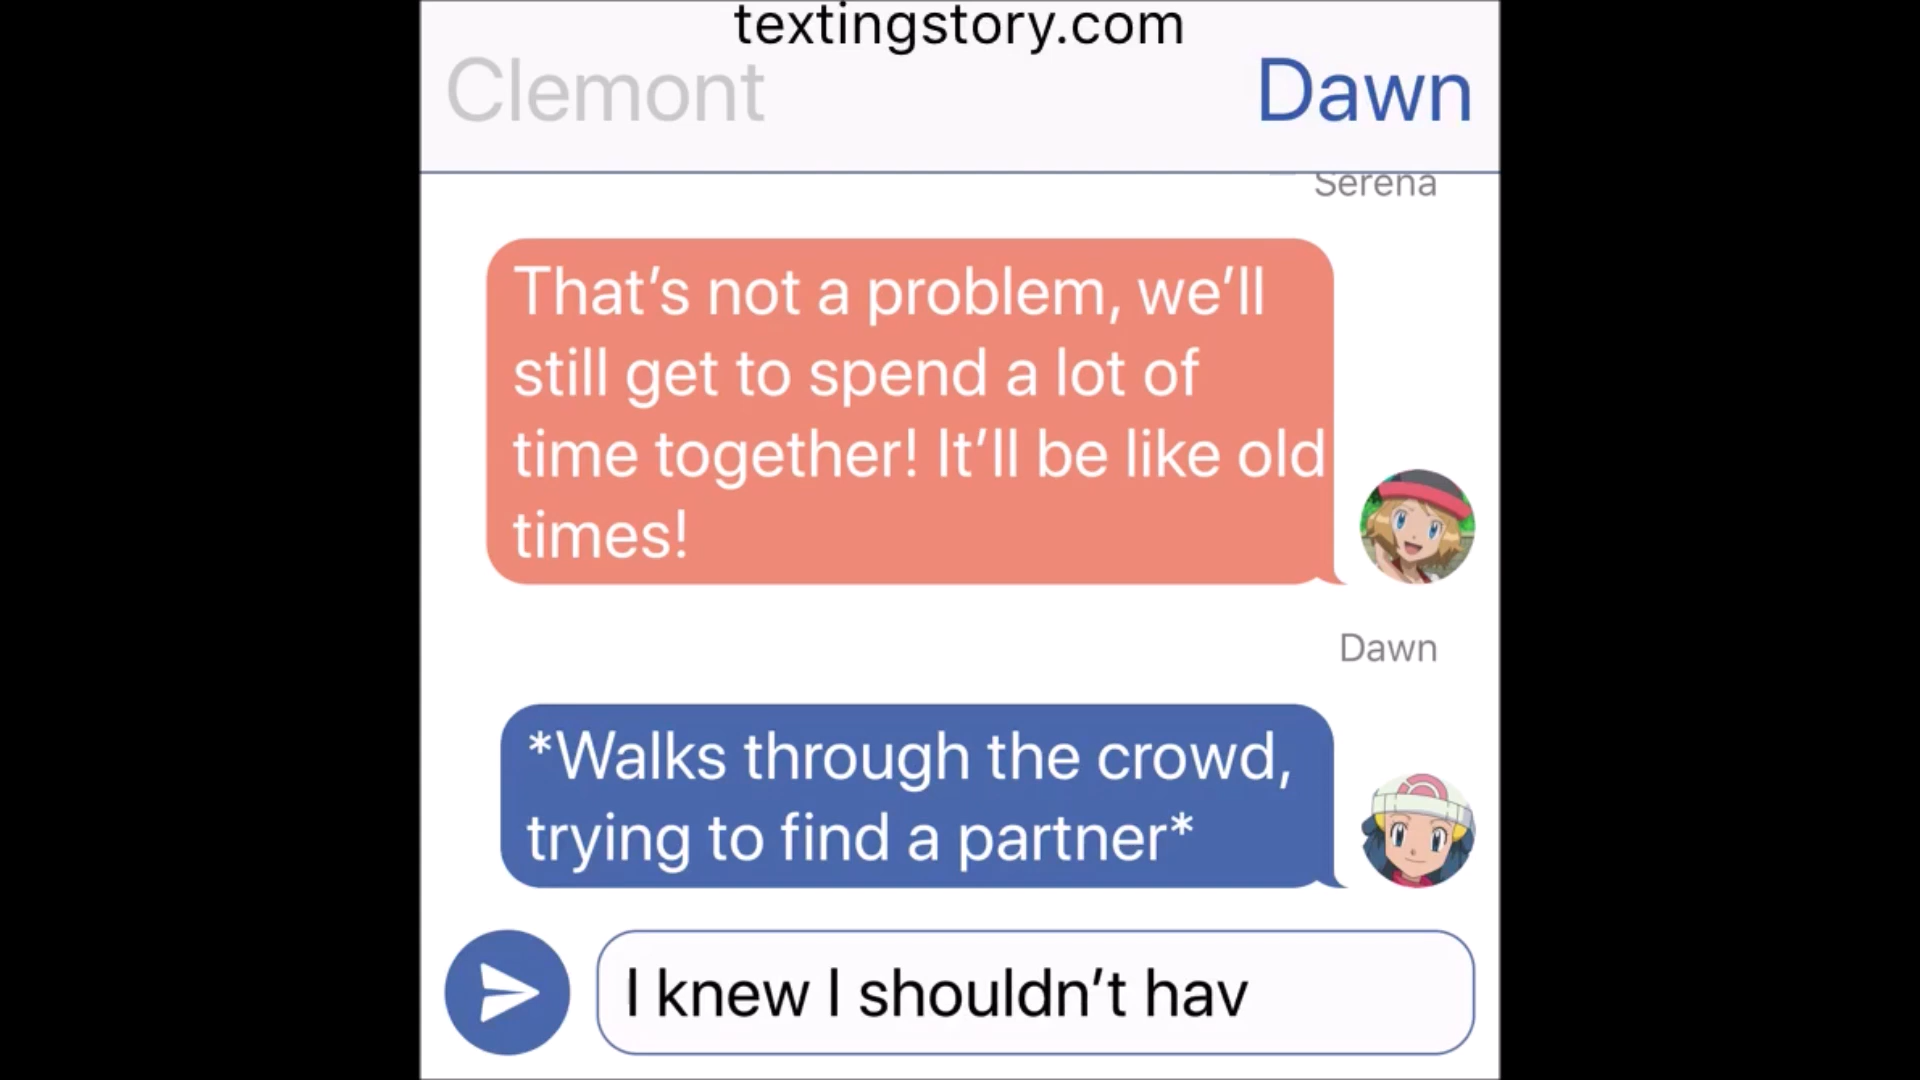 textingstory.com
Clemont
Dawn
Serena
That’s not a problem, we’ll
still get to spend a lot of
time together! It’ll be like old
times!
Dawn
*Walks through the crowd,
trying to find a partner*
I knew I shouldn’t hav